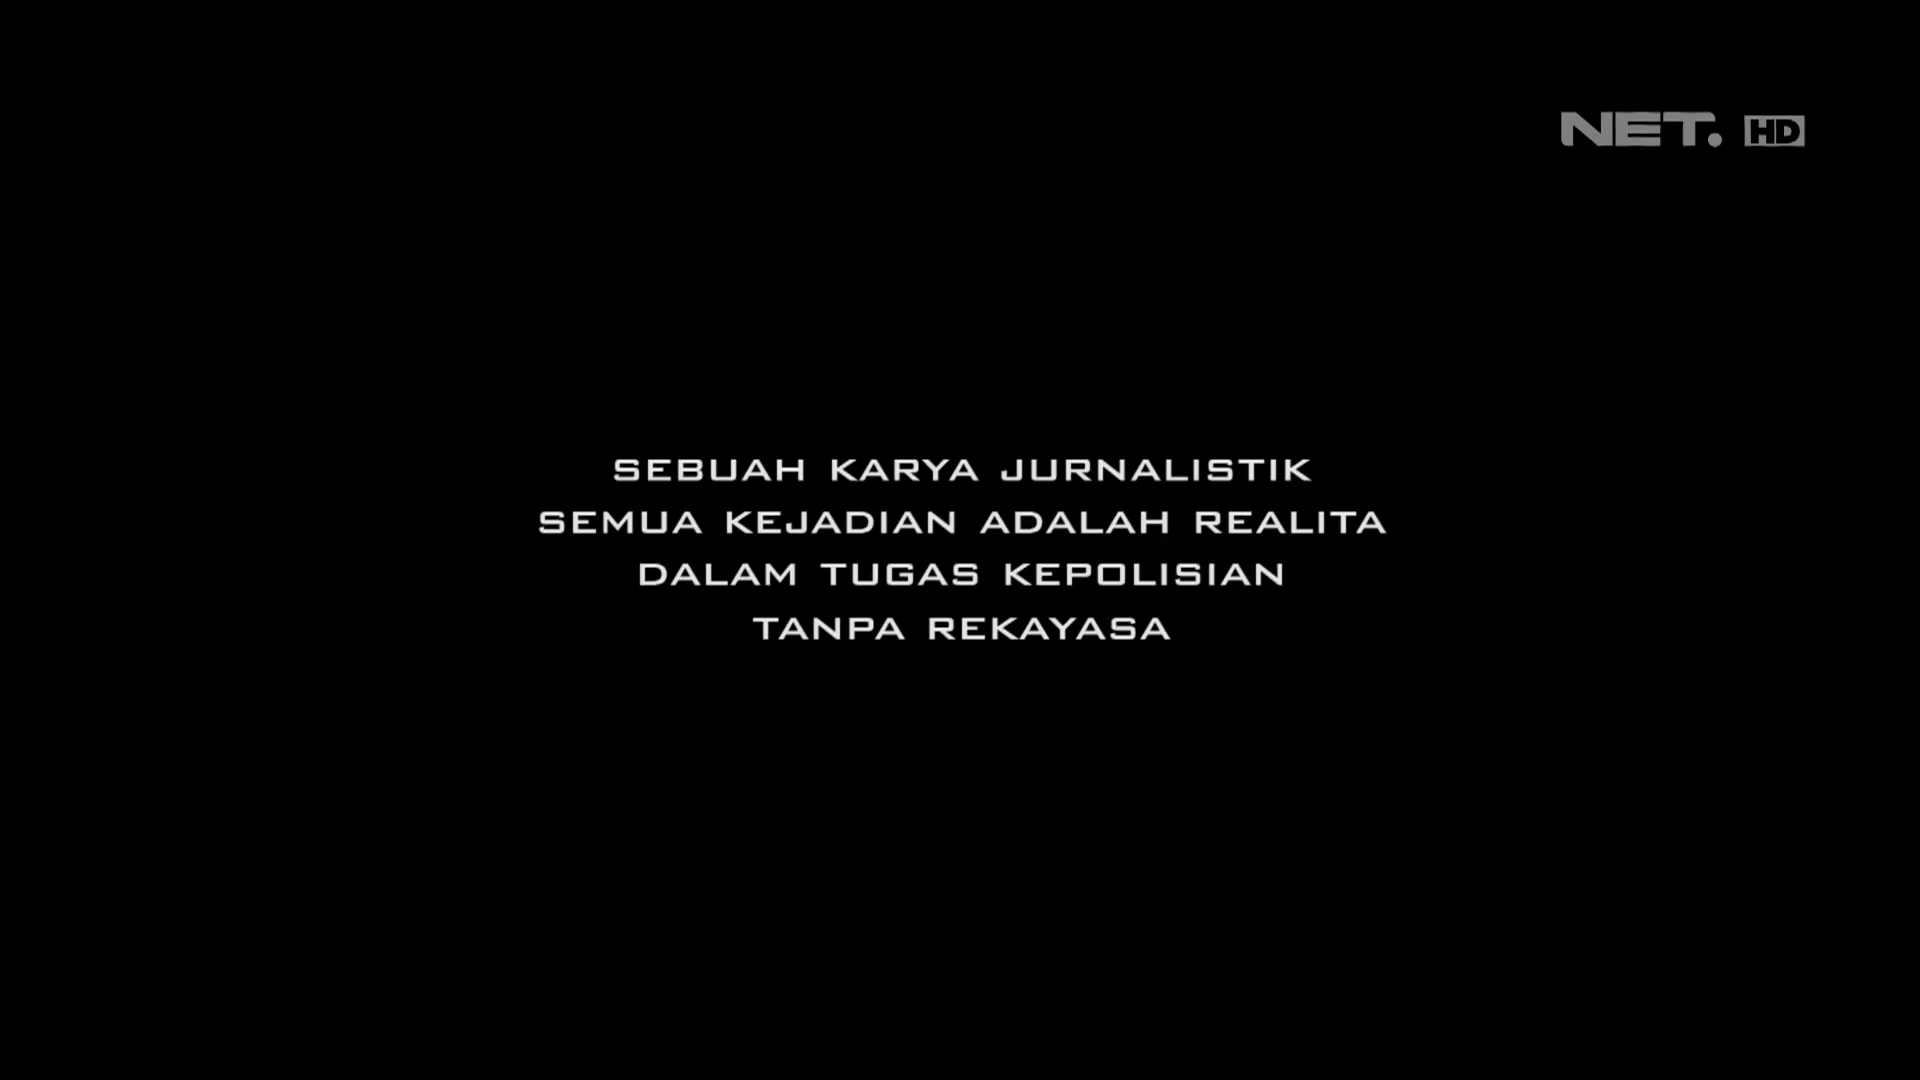 NET. HD
SEBUAH KARYA JURNALISTIK
SEMUA KEJADIAN ADALAH REALITA
DALAM TUGAS KEPOLISIAN
TANPA REKAYASA